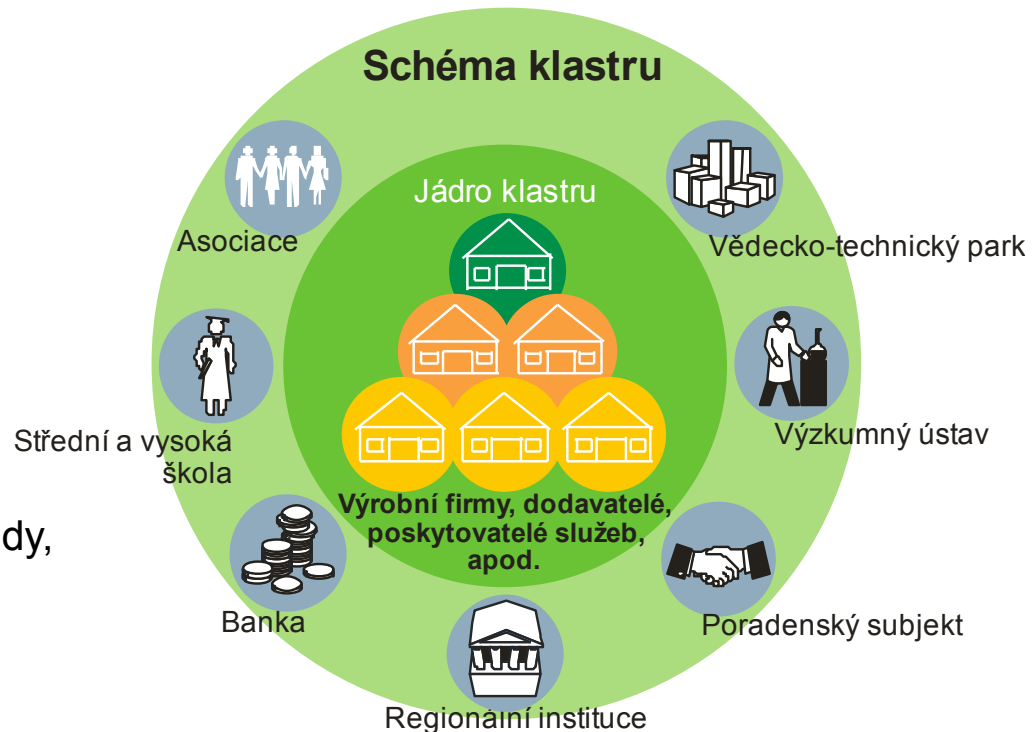 Schéma klastru
Jádro klastru
Asociace
Vědecko-technický park
Střední a vysoká
škola
Výzkumný ústav
Výrobní firmy, dodavatelé,
poskytovatelé služeb,
apod.
dy,
Banka
Poradenský subjekt
Regionální instituce